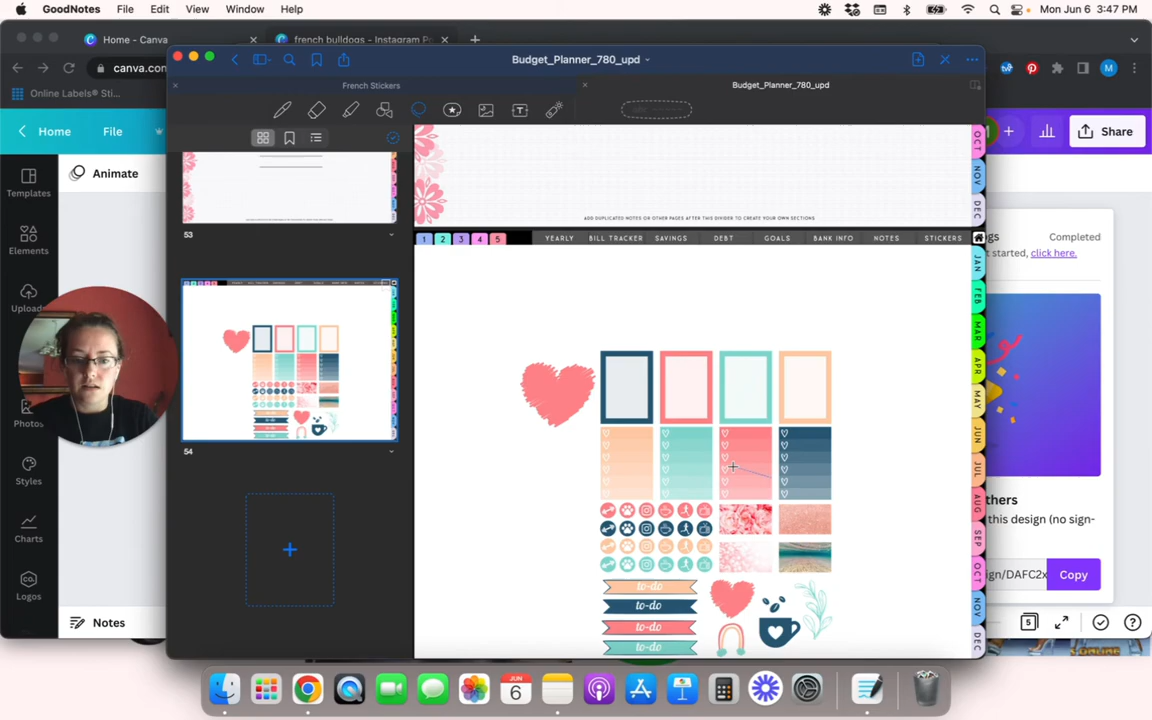 GoodNotes File Edit View Window Help Mon Jun 6 3:47 PM
Home - Canva french bulldogs - Instagram Po
canva.com
Online Labels® Sti...
Budget_Planner_780_upd
French Stickers Budget_Planner_780_upd
Home File Share
Animate
Templates
Elements
Photos
Styles
Charts
Logos
Notes
53
54
OCT
NOV
DEC
ADD DUPLICATED NOTES OR OTHER PAGES AFTER THIS DIVIDER TO CREATE YOUR OWN SECTIONS
1 2 3 4 5 YEARLY BILL TRACKER SAVINGS DEBT GOALS BANK INFO NOTES STICKERS
JAN
FEB
MAR
APR
MAY
JUN
JUL
AUG
SEP
OCT
NOV
DEC
to-do
to-do
to-do
to-do
gs Completed
t started, click here.
thers
this design (no sign-
ign/DAFC2x Copy
5
JUN
6